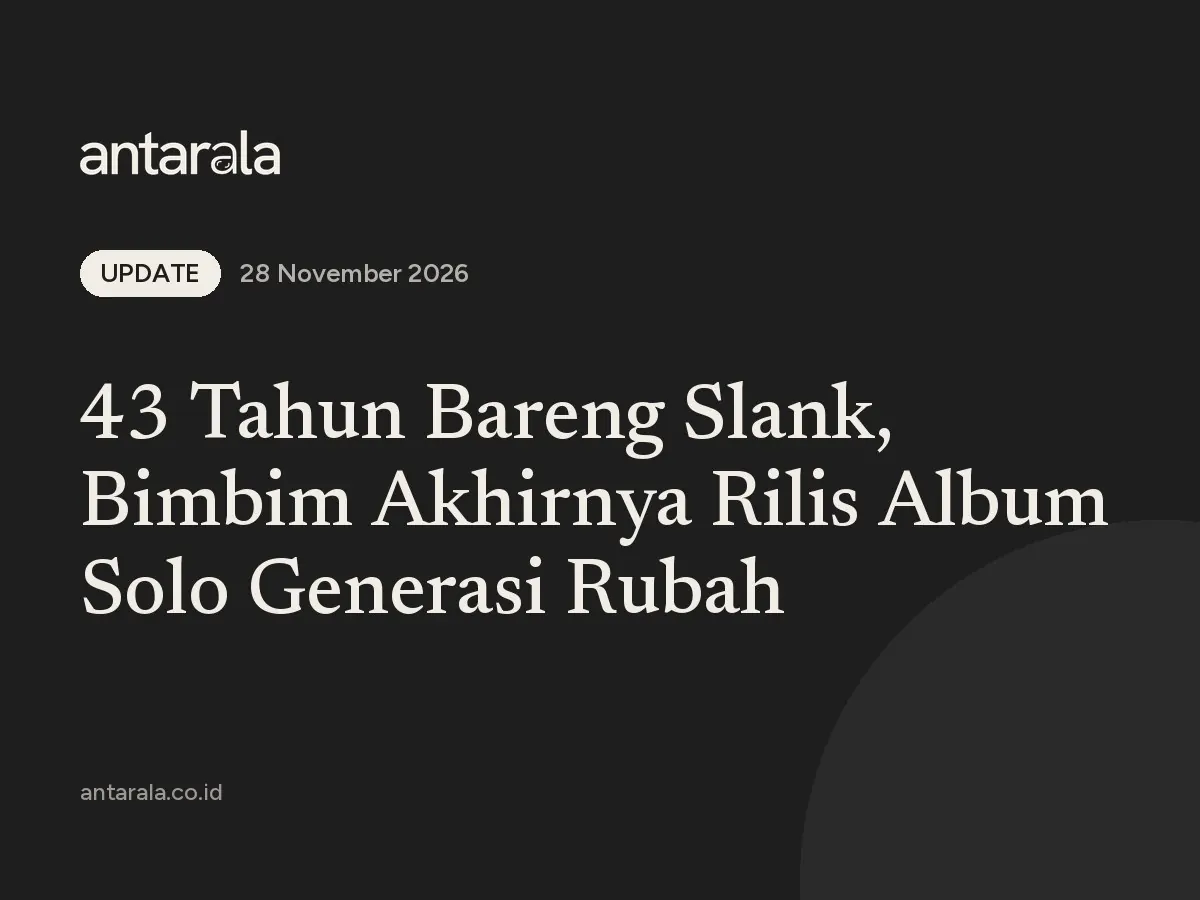 antarala
UPDATE 28 November 2026
43 Tahun Bareng Slank,
Bimbim Akhirnya Rilis Album
Solo Generasi Rubah
antarala.co.id